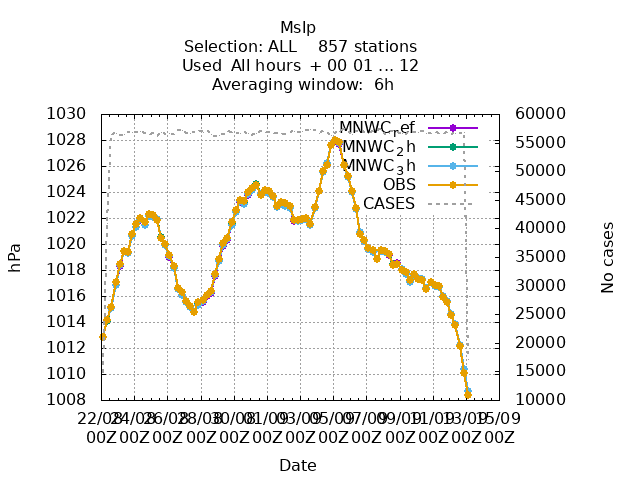 Mslp
Selection: ALL    857 stations
Used  All hours  + 00 01 ... 12
Averaging window:  6h
1030
1028
1026
1024
1022
1020
1018
1016
1014
1012
1010
1008
hPa
60000
55000
50000
45000
40000
35000
30000
25000
20000
15000
10000
No cases
MNWC_ref
MNWC_2h
MNWC_3h
OBS
CASES
22/08 24/08 26/08 28/08 30/08 01/09 03/09 05/09 07/09 09/09 11/09 13/09 15/09
00Z 00Z 00Z 00Z 00Z 00Z 00Z 00Z 00Z 00Z 00Z 00Z 00Z
Date